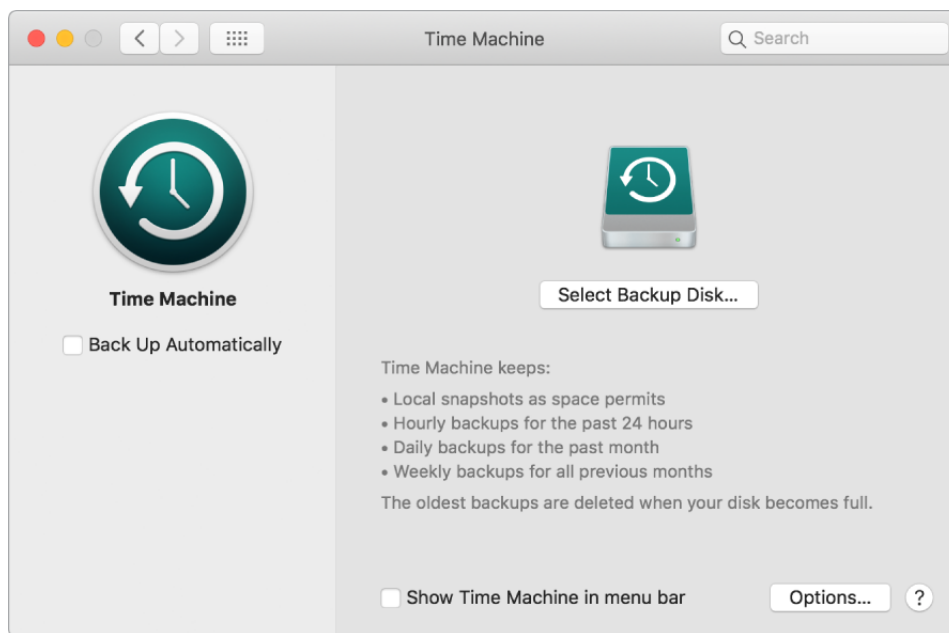 Time Machine
Search
Time Machine
Back Up Automatically
Select Backup Disk...
Time Machine keeps:
• Local snapshots as space permits
• Hourly backups for the past 24 hours
• Daily backups for the past month
• Weekly backups for all previous months
The oldest backups are deleted when your disk becomes full.
Show Time Machine in menu bar
Options...
?